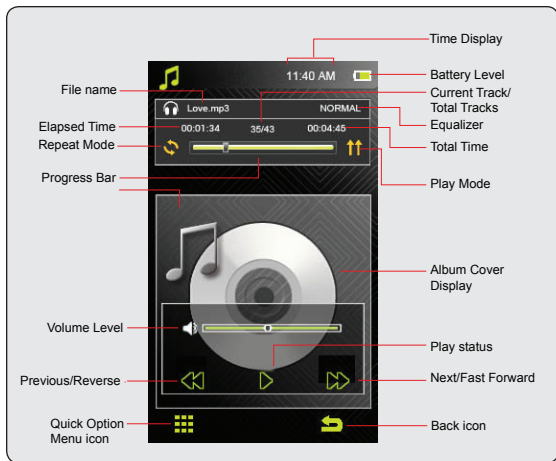 Time Display
11:40 AM
Battery Level
File name
Love.mp3
NORMAL
Current Track/
Total Tracks
Equalizer
Elapsed Time
00:01:34
35/43
00:04:45
Total Time
Repeat Mode
Progress Bar
Play Mode
Album Cover
Display
Volume Level
Play status
Previous/Reverse
Next/Fast Forward
Quick Option
Menu icon
Back icon